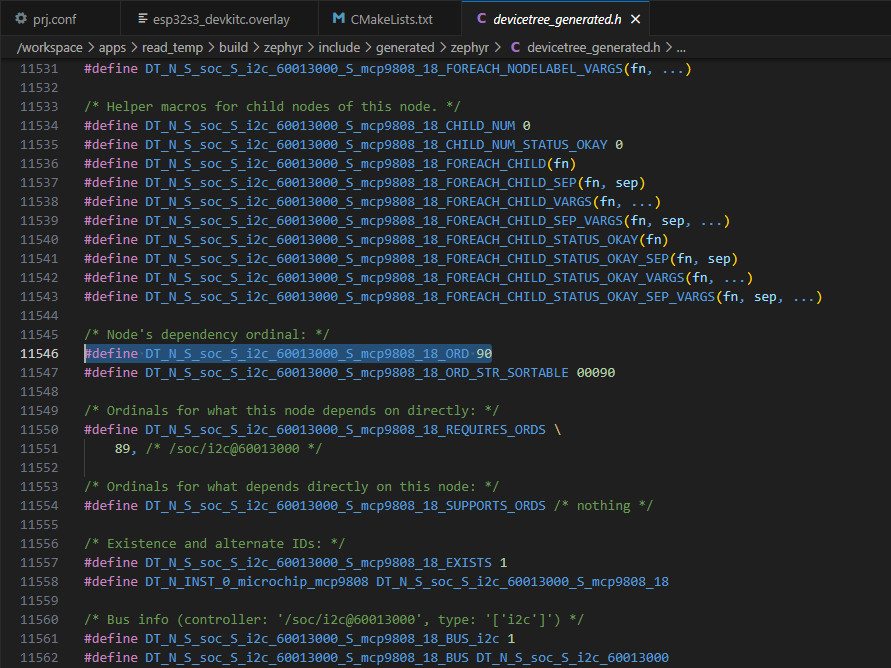 prj.conf esp32s3_devkitc.overlay M CMakeLists.txt C devicetree_generated.h ×
/workspace > apps > read_temp > build > zephyr > include > generated > zephyr > C devicetree_generated.h > ...
11531 #define DT_N_S_soc_S_i2c_60013000_S_mcp9808_18_FOREACH_NODELABEL_VARGS(fn, ...)
11532
11533 /* Helper macros for child nodes of this node. */
11534 #define DT_N_S_soc_S_i2c_60013000_S_mcp9808_18_CHILD_NUM 0
11535 #define DT_N_S_soc_S_i2c_60013000_S_mcp9808_18_CHILD_NUM_STATUS_OKAY 0
11536 #define DT_N_S_soc_S_i2c_60013000_S_mcp9808_18_FOREACH_CHILD(fn)
11537 #define DT_N_S_soc_S_i2c_60013000_S_mcp9808_18_FOREACH_CHILD_SEP(fn, sep)
11538 #define DT_N_S_soc_S_i2c_60013000_S_mcp9808_18_FOREACH_CHILD_VARGS(fn, ...)
11539 #define DT_N_S_soc_S_i2c_60013000_S_mcp9808_18_FOREACH_CHILD_SEP_VARGS(fn, sep, ...)
11540 #define DT_N_S_soc_S_i2c_60013000_S_mcp9808_18_FOREACH_CHILD_STATUS_OKAY(fn)
11541 #define DT_N_S_soc_S_i2c_60013000_S_mcp9808_18_FOREACH_CHILD_STATUS_OKAY_SEP(fn, sep)
11542 #define DT_N_S_soc_S_i2c_60013000_S_mcp9808_18_FOREACH_CHILD_STATUS_OKAY_VARGS(fn, ...)
11543 #define DT_N_S_soc_S_i2c_60013000_S_mcp9808_18_FOREACH_CHILD_STATUS_OKAY_SEP_VARGS(fn, sep, ...)
11544
11545 /* Node's dependency ordinal: */
11546 #define DT_N_S_soc_S_i2c_60013000_S_mcp9808_18_ORD 90
11547 #define DT_N_S_soc_S_i2c_60013000_S_mcp9808_18_ORD_STR_SORTABLE 00090
11548
11549 /* Ordinals for what this node depends on directly: */
11550 #define DT_N_S_soc_S_i2c_60013000_S_mcp9808_18_REQUIRES_ORDS \
11551 89, /* /soc/i2c@60013000 */
11552
11553 /* Ordinals for what depends directly on this node: */
11554 #define DT_N_S_soc_S_i2c_60013000_S_mcp9808_18_SUPPORTS_ORDS /* nothing */
11555
11556 /* Existence and alternate IDs: */
11557 #define DT_N_S_soc_S_i2c_60013000_S_mcp9808_18_EXISTS 1
11558 #define DT_N_INST_0_microchip_mcp9808 DT_N_S_soc_S_i2c_60013000_S_mcp9808_18
11559
11560 /* Bus info (controller: '/soc/i2c@60013000', type: '['i2c']') */
11561 #define DT_N_S_soc_S_i2c_60013000_S_mcp9808_18_BUS_i2c 1
11562 #define DT_N_S_soc_S_i2c_60013000_S_mcp9808_18_BUS DT_N_S_soc_S_i2c_60013000